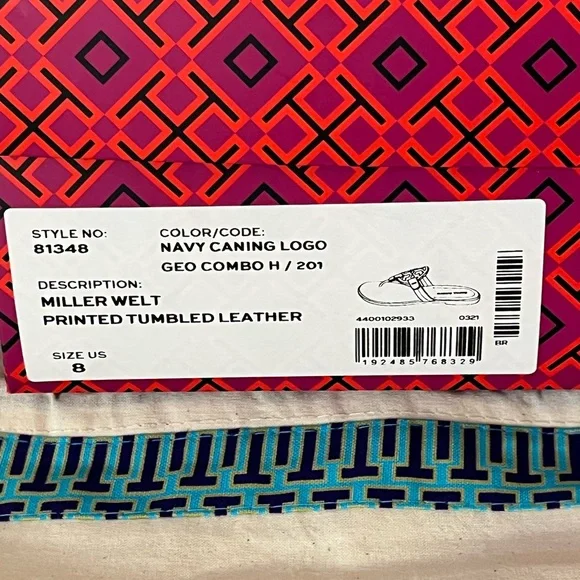 STYLE NO:
81348
COLOR/CODE:
NAVY CANING LOGO
GEO COMBO H / 201
DESCRIPTION:
MILLER WELT
PRINTED TUMBLED LEATHER
SIZE US
8
4400102933 0321
192485768329
BR